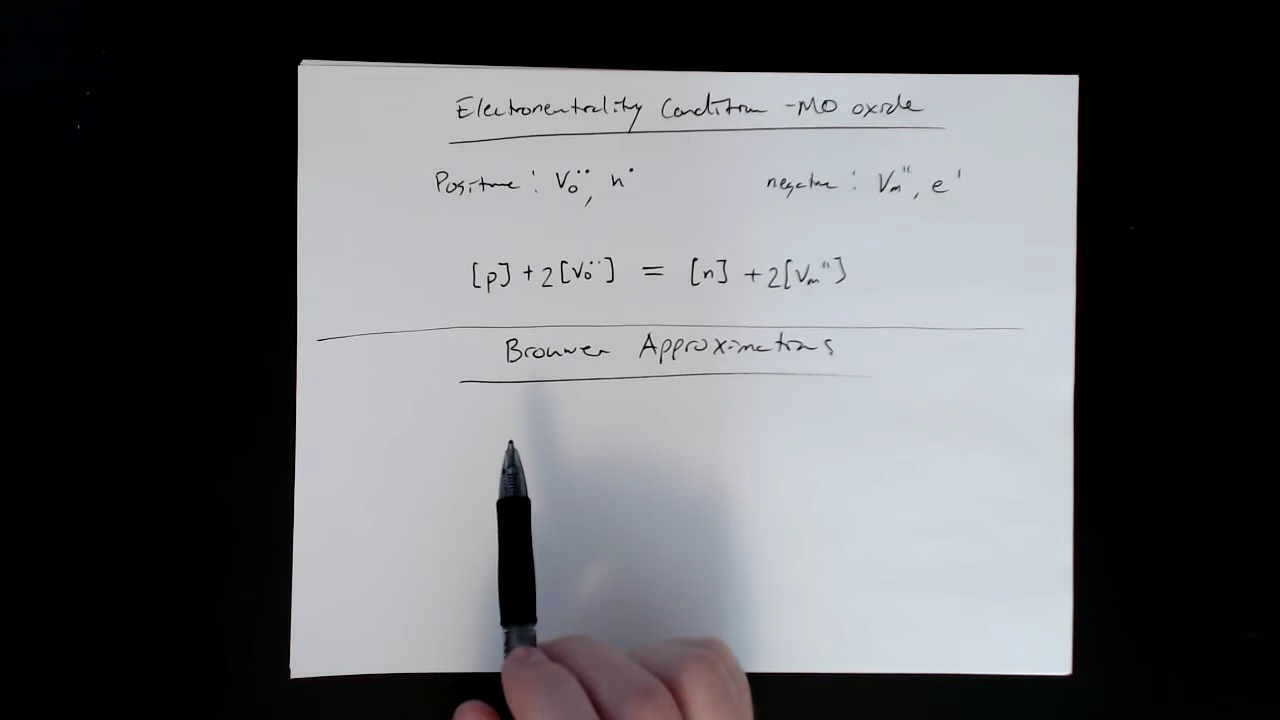 Electroneutrality Condition - MO oxide
Positive: V_O^••, h^• negative: V_m^'', e^'
[p] + 2[V_O^••] = [n] + 2[V_m^'']
Brouwer Approximations